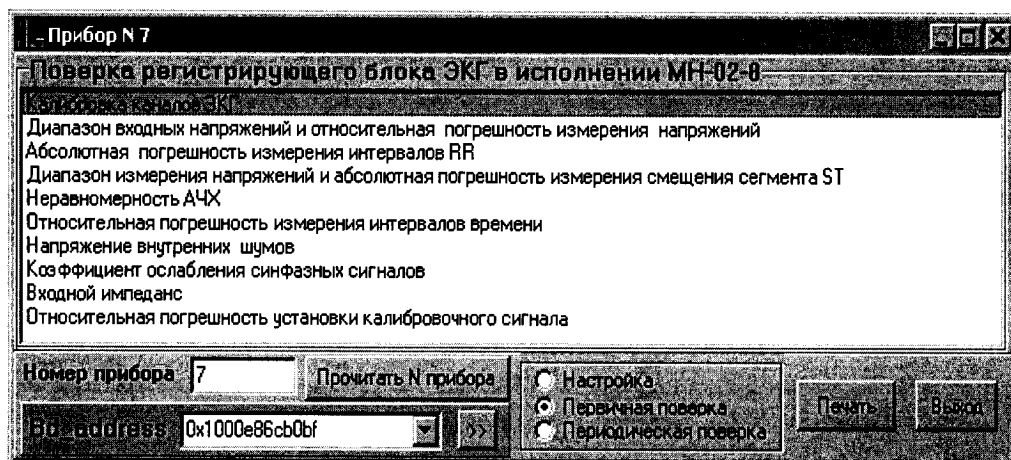 Прибор N 7
Поверка регистрирующего блока ЭКГ в исполнении МН-02-8
Калибровка каналов ЭКГ
Диапазон входных напряжений и относительная погрешность измерения напряжений
Абсолютная погрешность измерения интервалов RR
Диапазон измерения напряжений и абсолютная погрешность измерения смещения сегмента ST
Неравномерность АЧХ
Относительная погрешность измерения интервалов времени
Напряжение внутренних шумов
Коэффициент ослабления синфазных сигналов
Входной импеданс
Относительная погрешность установки калибровочного сигнала
Номер прибора 7 Прочитать N прибора
Настройка
Первичная поверка
Периодическая поверка
Печать Выход
Bd_address 0x1000e86cb0bf >>